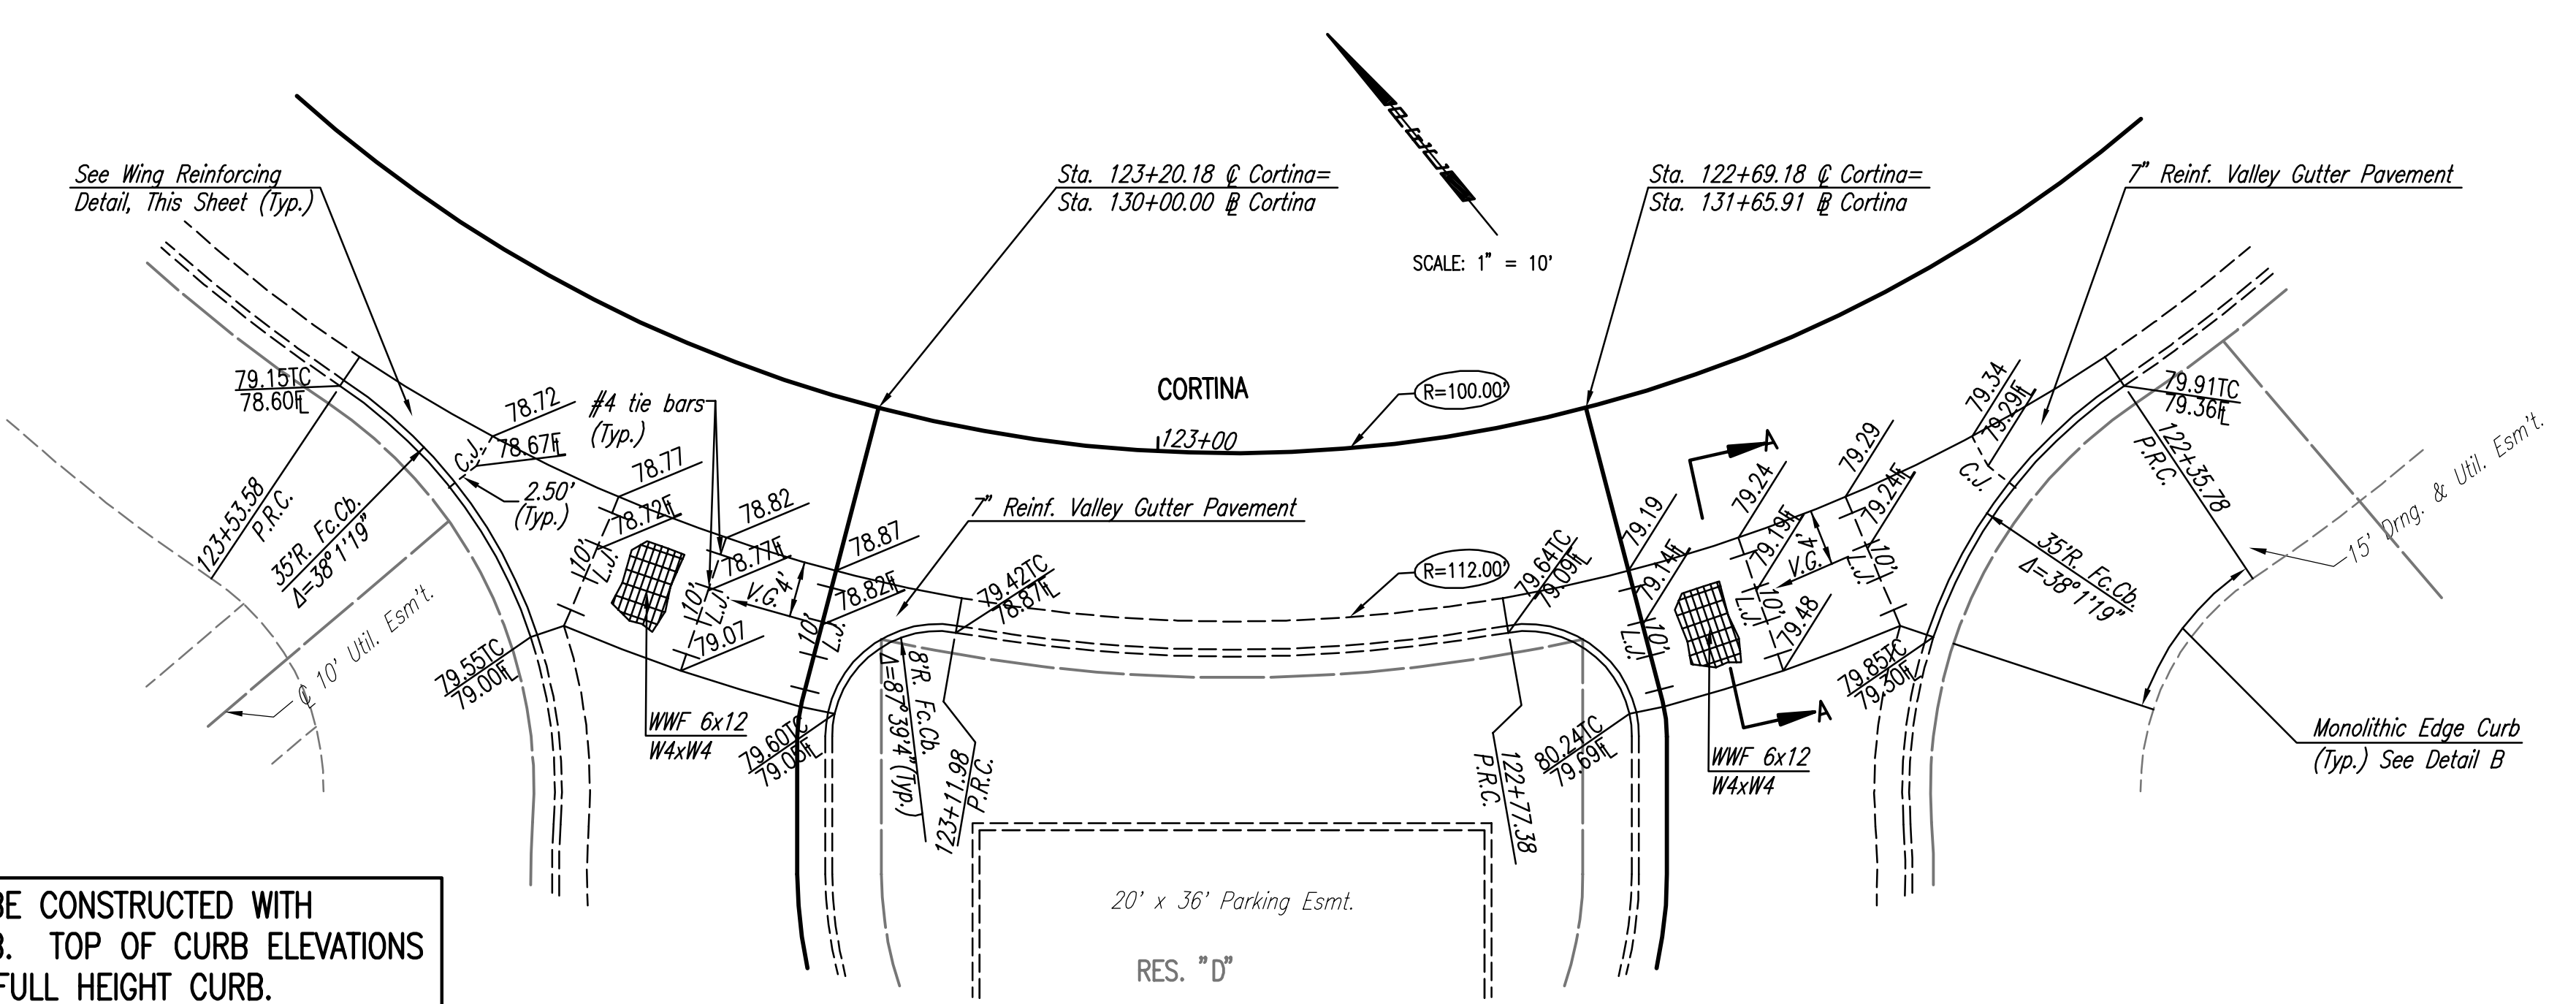 See Wing Reinforcing
Detail, This Sheet (Typ.)
Sta. 123+20.18 ℄ Cortina=
Sta. 130+00.00 BL Cortina
Sta. 122+69.18 ℄ Cortina=
Sta. 131+65.91 BL Cortina
7" Reinf. Valley Gutter Pavement
SCALE: 1" = 10'
CORTINA
R=100.00'
123+00
R=112.00'
7" Reinf. Valley Gutter Pavement
79.15TC
78.60FL
123+53.58
P.R.C.
35'R. Fc.Cb.
Δ=38°1'19"
℄ 10' Util. Esm't.
C.J.
78.72
78.67FL
2.50'
(Typ.)
#4 tie bars
(Typ.)
78.77
78.72FL
10'
L.J.
78.82
78.77FL
10'
L.J.
V.G. 4'
79.07
78.87
78.82FL
10'
L.J.
79.42TC
78.87FL
79.55TC
79.00FL
WWF 6x12
W4xW4
79.60TC
79.05FL
8'R. Fc.Cb.
Δ=87°39'4" (Typ.)
123+11.98
P.R.C.
79.64TC
79.09FL
122+77.38
P.R.C.
79.19
79.14FL
10'
L.J.
A
79.24
79.19FL
10'
L.J.
4'
V.G.
79.29
79.24FL
10'
L.J.
79.48
A
80.24TC
79.69FL
WWF 6x12
W4xW4
79.85TC
79.30FL
79.34
79.29FL
C.J.
79.91TC
79.36FL
122+35.78
P.R.C.
35'R. Fc.Cb.
Δ=38°1'19"
15' Drng. & Util. Esm't.
Monolithic Edge Curb
(Typ.) See Detail B
20' x 36' Parking Esmt.
RES. "D"
BE CONSTRUCTED WITH
B. TOP OF CURB ELEVATIONS
FULL HEIGHT CURB.